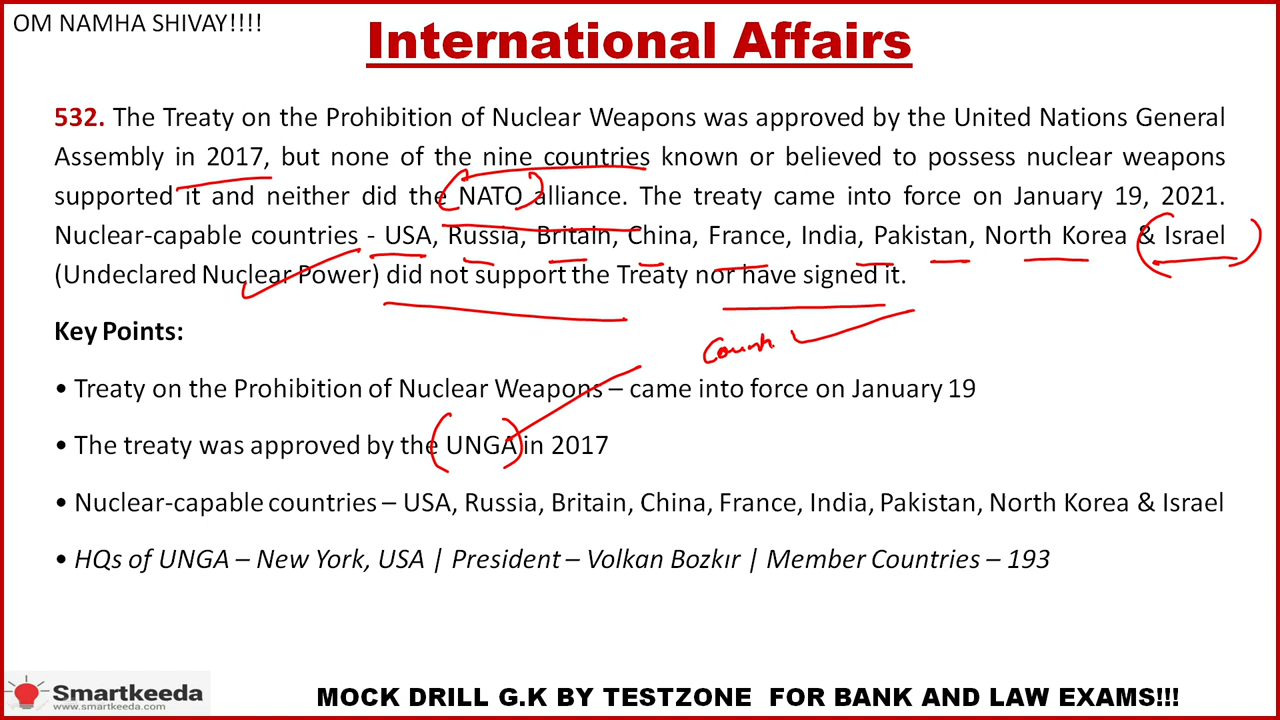 OM NAMHA SHIVAY!!!!
International Affairs
532. The Treaty on the Prohibition of Nuclear Weapons was approved by the United Nations General
Assembly in 2017, but none of the nine countries known or believed to possess nuclear weapons
supported it and neither did the NATO alliance. The treaty came into force on January 19, 2021.
Nuclear-capable countries - USA, Russia, Britain, China, France, India, Pakistan, North Korea & Israel
(Undeclared Nuclear Power) did not support the Treaty nor have signed it.
Key Points:
• Treaty on the Prohibition of Nuclear Weapons – came into force on January 19
• The treaty was approved by the UNGA in 2017
• Nuclear-capable countries – USA, Russia, Britain, China, France, India, Pakistan, North Korea & Israel
• HQs of UNGA – New York, USA | President – Volkan Bozkır | Member Countries – 193
Smartkeeda
www.smartkeeda.com
MOCK DRILL G.K BY TESTZONE FOR BANK AND LAW EXAMS!!!